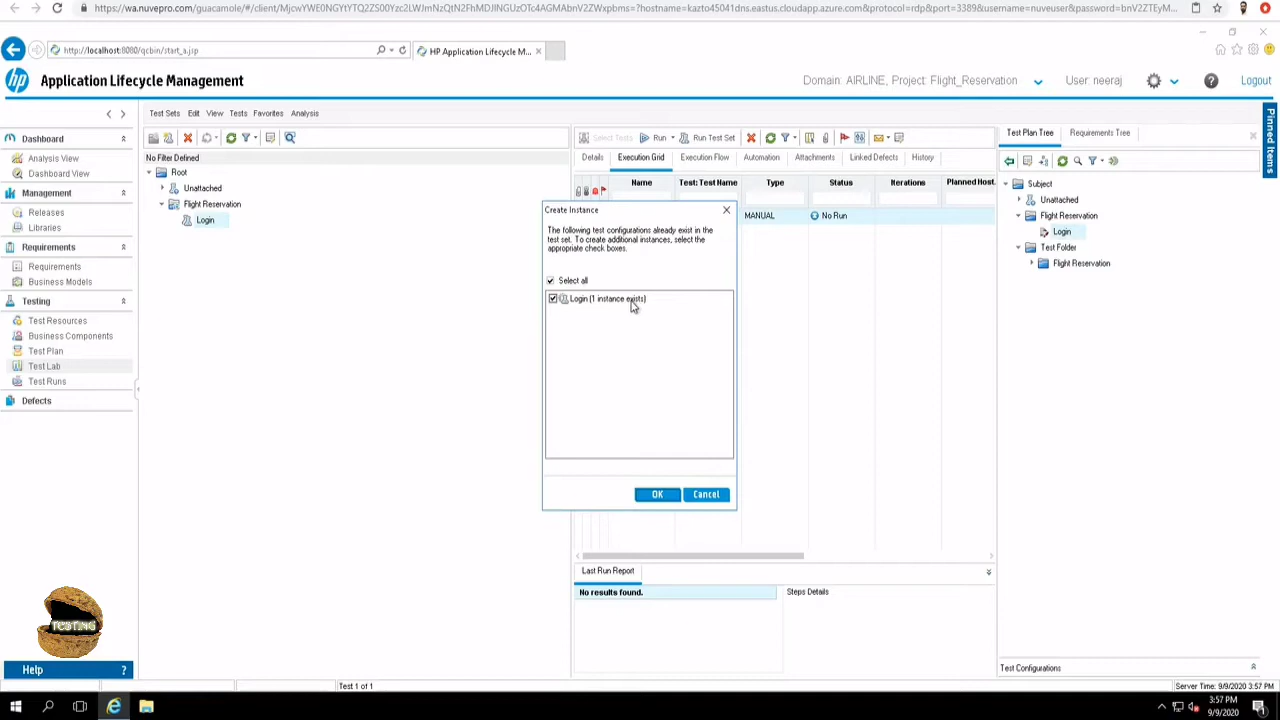 https://wa.nuvepro.com/guacamole/#/client/MjcwYWE0NGYtYTQ2ZS00Yzc2LWJmNzQtN2FhMDJlNGUzOTc4AGMAbnV2ZWxpbms=?hostname=kazto45041dns.eastus.cloudapp.azure.com&protocol=rdp&port=3389&username=nuveuser&password=bnV2ZTEyM...
http://localhost:8080/qcbin/start_a.jsp
HP Application Lifecycle M...
hp
Application Lifecycle Management
Domain: AIRLINE, Project: Flight_Reservation
User: neeraj
Logout
Pinned Items
Test Sets Edit View Tests Favorites Analysis
Dashboard
Analysis View
Dashboard View
Management
Releases
Libraries
Requirements
Requirements
Business Models
Testing
Test Resources
Business Components
Test Plan
Test Lab
Test Runs
Defects
No Filter Defined
Root
Unattached
Flight Reservation
Login
Select Tests Run Run Test Set
Details Execution Grid Execution Flow Automation Attachments Linked Defects History
Name Test: Test Name Type Status Iterations Planned Host.
MANUAL No Run
Create Instance
The following test configurations already exist in the
test set. To create additional instances, select the
appropriate check boxes.
Select all
Login (1 instance exists)
OK Cancel
Last Run Report
No results found.
Steps Details
Test Plan Tree Requirements Tree
Subject
Unattached
Flight Reservation
Login
Test Folder
Flight Reservation
Test Configurations
TESTING
Help ?
Test 1 of 1
Server Time: 9/9/2020 3:57 PM
3:57 PM
9/9/2020
1